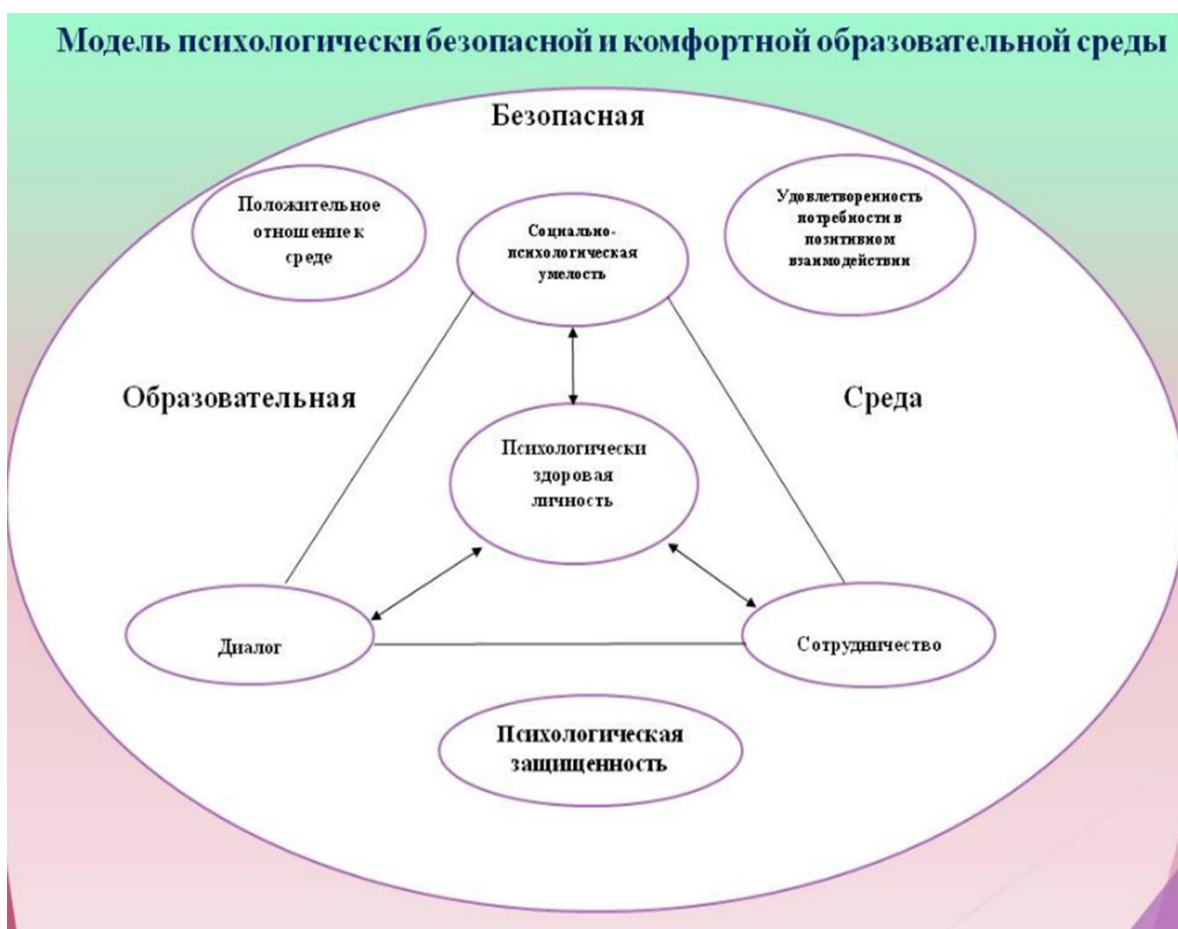 Модель психологически безопасной и комфортной образовательной среды
Безопасная
Положительное
отношение к
среде
Социально-
психологическая
умелость
Удовлетворенность
потребности в
позитивном
взаимодействии
Образовательная
Среда
Психологически
здоровая
личность
Диалог
Сотрудничество
Психологическая
защищенность